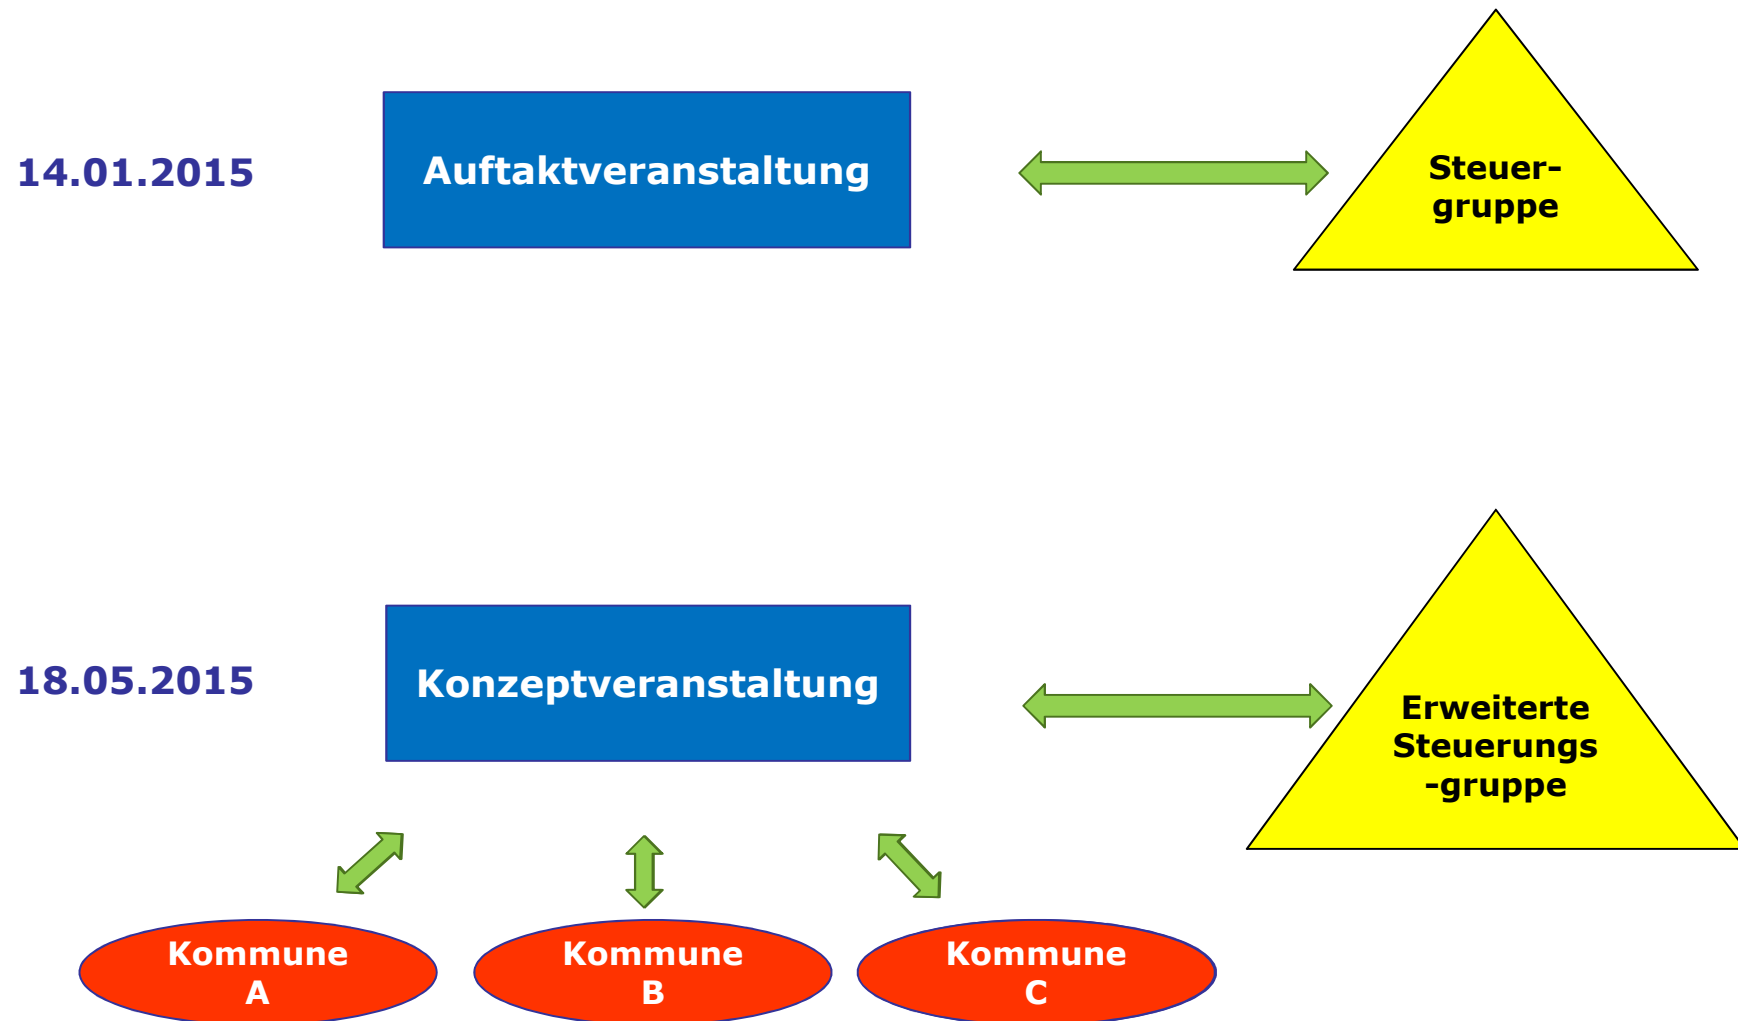 14.01.2015
Auftaktveranstaltung
Steuer-
gruppe
18.05.2015
Konzeptveranstaltung
Erweiterte
Steuerungs
-gruppe
Kommune
A
Kommune
B
Kommune
C